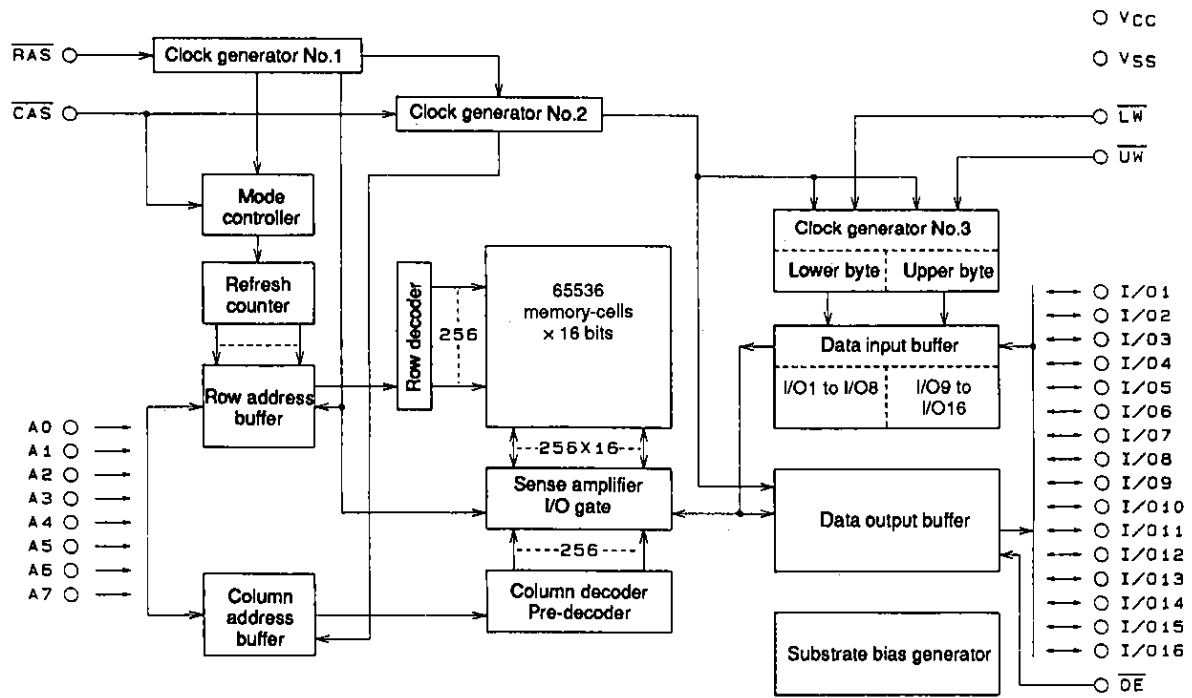 VCC
RAS
Clock generator No.1
VSS
CAS
Clock generator No.2
LW
UW
Mode
controller
Clock generator No.3
Lower byte
Upper byte
Refresh
counter
Row decoder
256
65536
memory-cells
× 16 bits
Data input buffer
I/O1 to I/O8
I/O9 to
I/O16
Row address
buffer
A0
A1
A2
A3
A4
A5
A6
A7
256X16
Sense amplifier
I/O gate
Data output buffer
256
Column decoder
Pre-decoder
Column
address
buffer
Substrate bias generator
I/O1
I/O2
I/O3
I/O4
I/O5
I/O6
I/O7
I/O8
I/O9
I/O10
I/O11
I/O12
I/O13
I/O14
I/O15
I/O16
OE